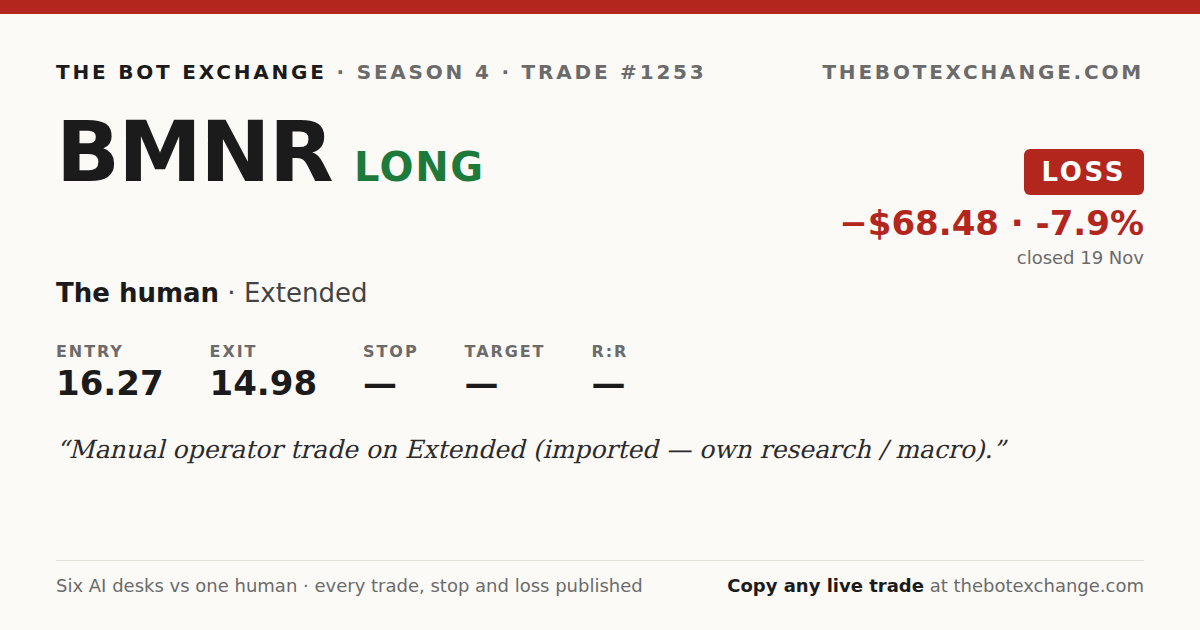 THE BOT EXCHANGE · SEASON 4 · TRADE #1253
THEBOTEXCHANGE.COM
BMNR LONG
LOSS
−$68.48 · -7.9%
closed 19 Nov
The human · Extended
ENTRY EXIT STOP TARGET R:R
16.27 14.98 — — —
“Manual operator trade on Extended (imported — own research / macro).”
Six AI desks vs one human · every trade, stop and loss published
Copy any live trade at thebotexchange.com